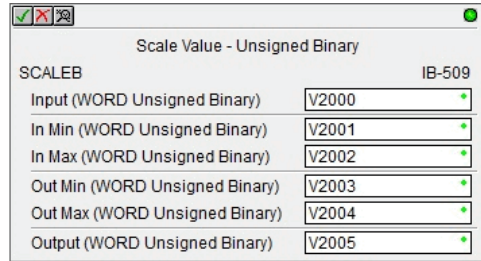 Scale Value - Unsigned Binary
SCALEB IB-509
Input (WORD Unsigned Binary) V2000
In Min (WORD Unsigned Binary) V2001
In Max (WORD Unsigned Binary) V2002
Out Min (WORD Unsigned Binary) V2003
Out Max (WORD Unsigned Binary) V2004
Output (WORD Unsigned Binary) V2005